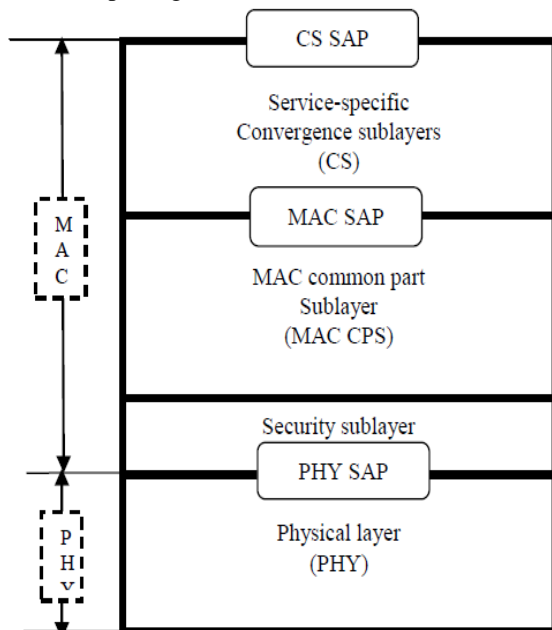 CS SAP
Service-specific
Convergence sublayers
(CS)
MAC SAP
M
A
C
MAC common part
Sublayer
(MAC CPS)
Security sublayer
PHY SAP
Physical layer
(PHY)
P
H
Y